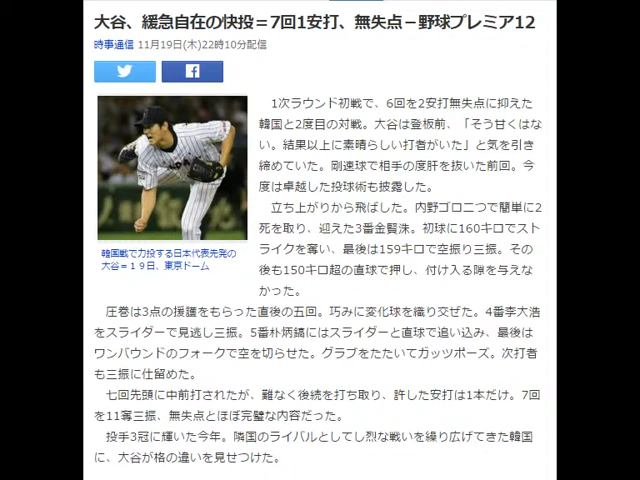 大谷、緩急自在の快投＝7回1安打、無失点－野球プレミア12
時事通信 11月19日(木)22時10分配信
1次ラウンド初戦で、6回を2安打無失点に抑えた
韓国と2度目の対戦。大谷は登板前、「そう甘くはな
い。結果以上に素晴らしい打者がいた」と気を引き
締めていた。剛速球で相手の度肝を抜いた前回。今
度は卓越した投球術も披露した。
立ち上がりから飛ばした。内野ゴロ二つで簡単に2
死を取り、迎えた3番金賢洙。初球に160キロでスト
ライクを奪い、最後は159キロで空振り三振。その
後も150キロ超の直球で押し、付け入る隙を与えな
かった。
韓国戦で力投する日本代表先発の
大谷＝１９日、東京ドーム
圧巻は3点の援護をもらった直後の五回。巧みに変化球を織り交ぜた。4番李大浩
をスライダーで見逃し三振。5番朴炳鎬にはスライダーと直球で追い込み、最後は
ワンバウンドのフォークで空を切らせた。グラブをたたいてガッツポーズ。次打者
も三振に仕留めた。
七回先頭に中前打されたが、難なく後続を打ち取り、許した安打は1本だけ。7回
を11奪三振、無失点とほぼ完璧な内容だった。
投手3冠に輝いた今年。隣国のライバルとしてし烈な戦いを繰り広げてきた韓国
に、大谷が格の違いを見せつけた。